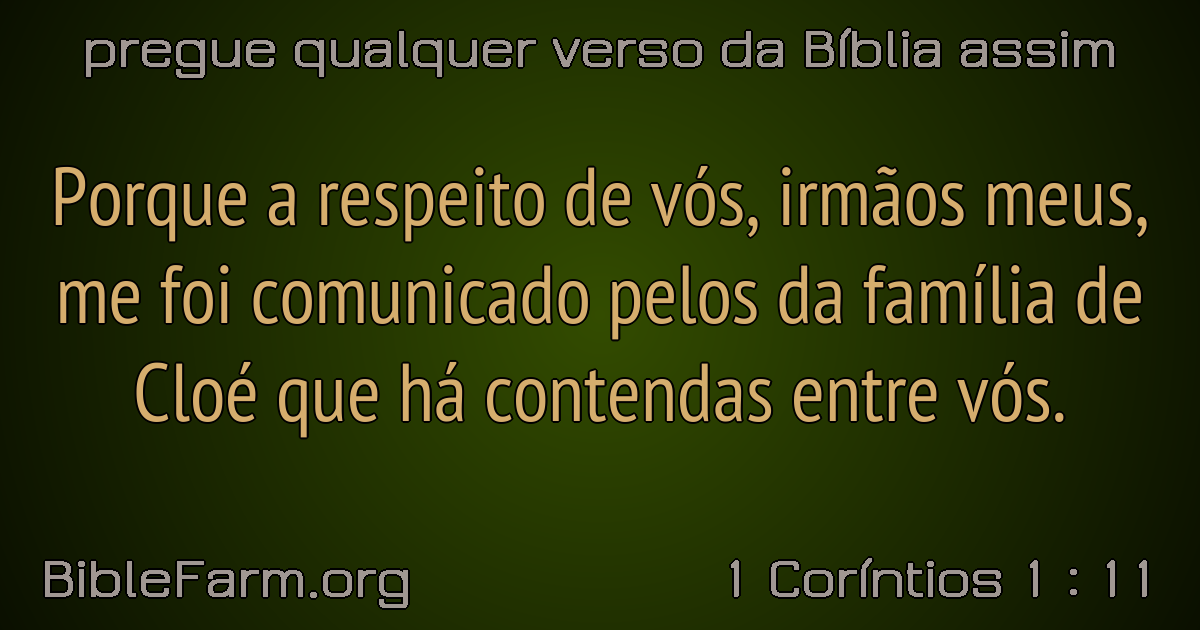 pregue qualquer verso da Bíblia assim
Porque a respeito de vós, irmãos meus,
me foi comunicado pelos da família de
Cloé que há contendas entre vós.
BibleFarm.org
1 Coríntios 1 : 11